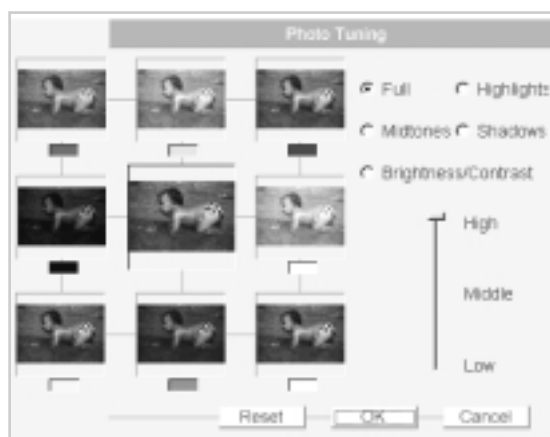 Photo Tuning
Full Highlights
Midtones Shadows
Brightness/Contrast
High
Middle
Low
Reset OK Cancel